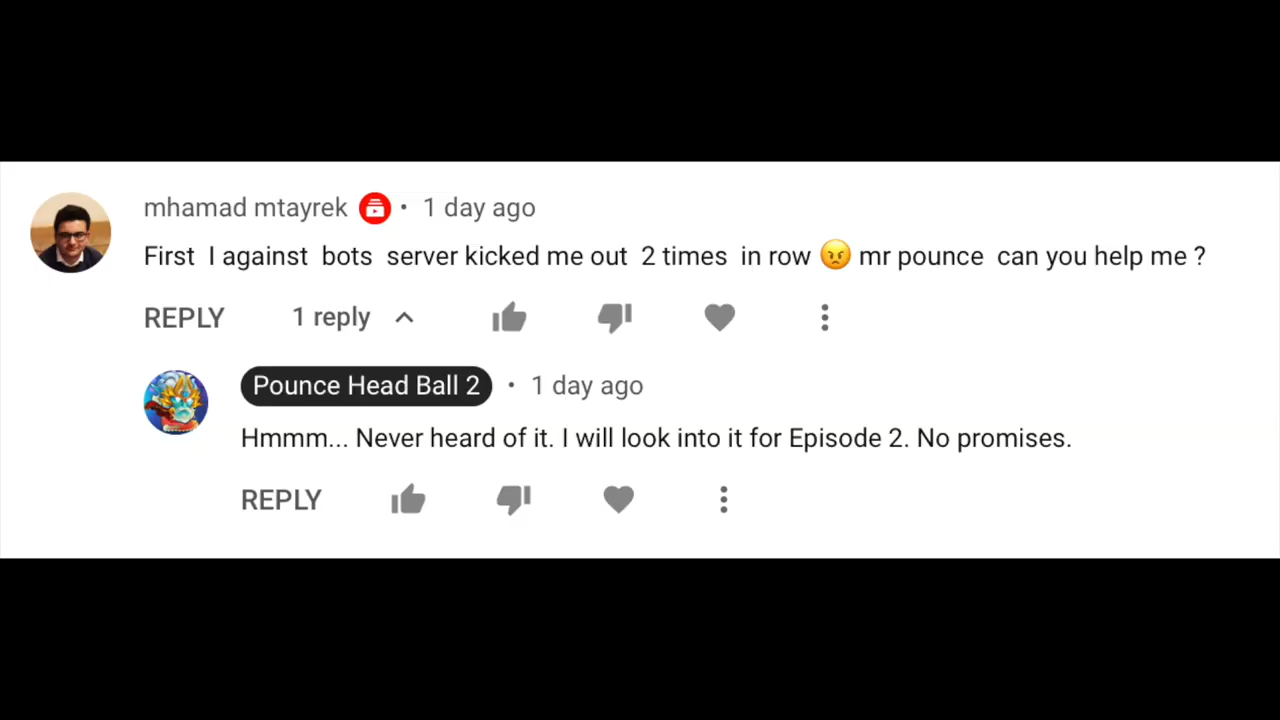 mhamad mtayrek • 1 day ago
First I against bots server kicked me out 2 times in row 😠 mr pounce can you help me ?
REPLY 1 reply
Pounce Head Ball 2 • 1 day ago
Hmmm... Never heard of it. I will look into it for Episode 2. No promises.
REPLY